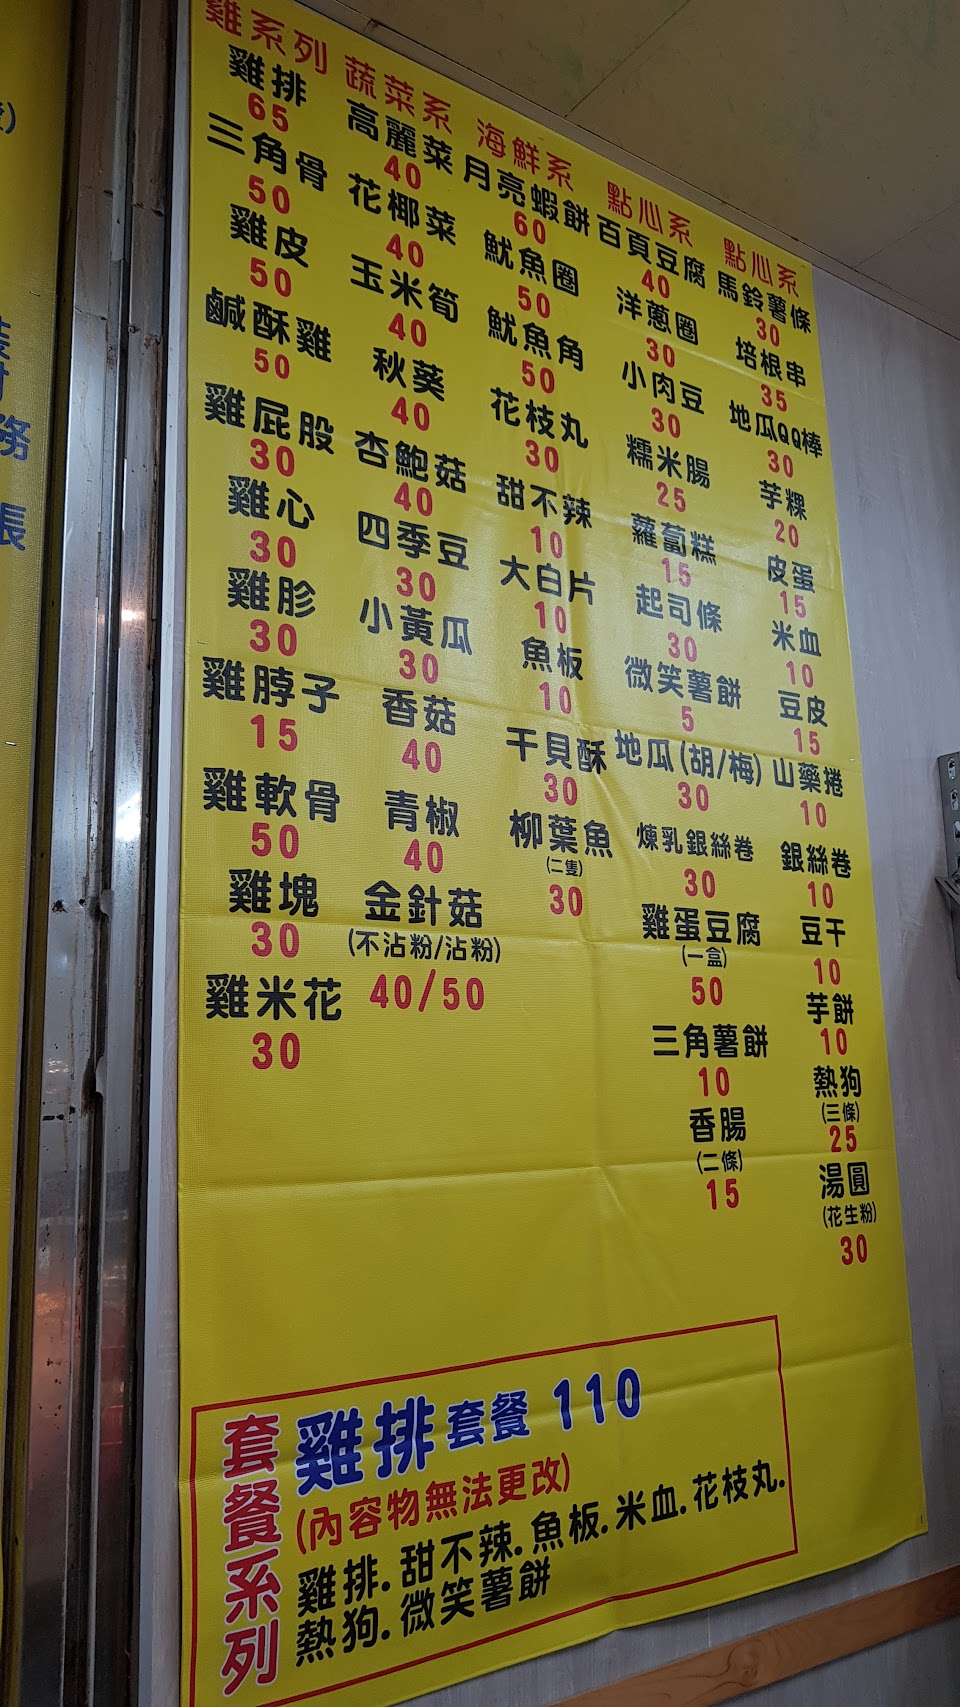 雞系列
雞排
65
三角骨
50
雞皮
50
鹹酥雞
50
雞屁股
30
雞心
30
雞胗
30
雞脖子
15
雞軟骨
50
雞塊
30
雞米花
30
蔬菜系
高麗菜
40
花椰菜
40
玉米筍
40
秋葵
40
杏鮑菇
40
四季豆
30
小黃瓜
30
香菇
40
青椒
40
金針菇
(不沾粉/沾粉)
40/50
海鮮系
月亮蝦餅
60
魷魚圈
50
魷魚角
50
花枝丸
30
甜不辣
10
大白片
10
魚板
10
干貝酥
30
柳葉魚
(二隻)
30
點心系
百頁豆腐
40
洋蔥圈
30
小肉豆
30
糯米腸
25
蘿蔔糕
15
起司條
30
微笑薯餅
5
地瓜(胡/梅)
30
煉乳銀絲卷
30
雞蛋豆腐
(一盒)
50
三角薯餅
10
香腸
(二條)
15
點心系
馬鈴薯條
30
培根串
35
地瓜QQ棒
30
芋粿
20
皮蛋
15
米血
10
豆皮
15
山藥捲
10
銀絲卷
10
豆干
10
芋餅
10
熱狗
(三條)
25
湯圓
(花生粉)
30
套餐系列
雞排套餐 110
(內容物無法更改)
雞排.甜不辣.魚板.米血.花枝丸.
熱狗.微笑薯餅
務